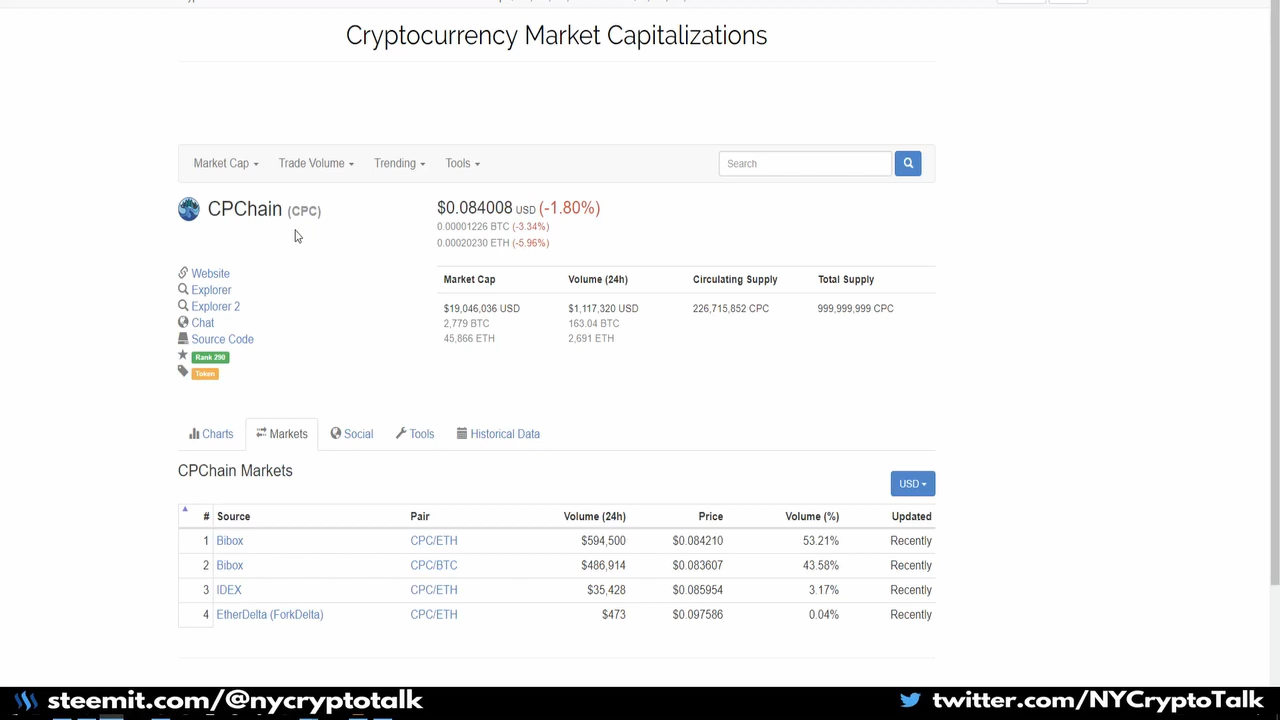 Cryptocurrency Market Capitalizations
Market Cap Trade Volume Trending Tools Search
CPChain (CPC) $0.084008 USD (-1.80%)
0.00001226 BTC (-3.34%)
0.00020230 ETH (-5.96%)
Website
Explorer
Explorer 2
Chat
Source Code
Rank 290
Token
Market Cap Volume (24h) Circulating Supply Total Supply
$19,046,036 USD $1,117,320 USD 226,715,852 CPC 999,999,999 CPC
2,779 BTC 163.04 BTC
45,866 ETH 2,691 ETH
Charts Markets Social Tools Historical Data
CPChain Markets
USD
# Source Pair Volume (24h) Price Volume (%) Updated
1 Bibox CPC/ETH $594,500 $0.084210 53.21% Recently
2 Bibox CPC/BTC $486,914 $0.083607 43.58% Recently
3 IDEX CPC/ETH $35,428 $0.085954 3.17% Recently
4 EtherDelta (ForkDelta) CPC/ETH $473 $0.097586 0.04% Recently
steemit.com/@nycryptotalk twitter.com/NYCryptoTalk